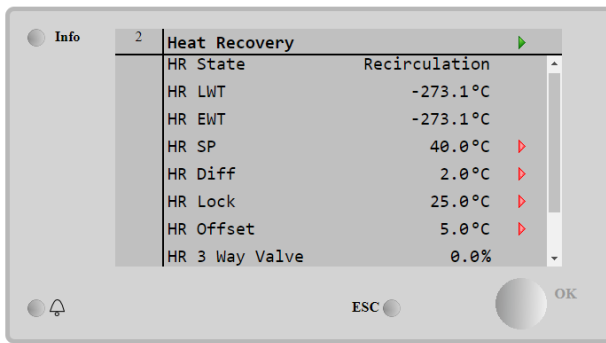 Info
2 Heat Recovery
HR State Recirculation
HR LWT -273.1°C
HR EWT -273.1°C
HR SP 40.0°C
HR Diff 2.0°C
HR Lock 25.0°C
HR Offset 5.0°C
HR 3 Way Valve 0.0%
ESC
OK